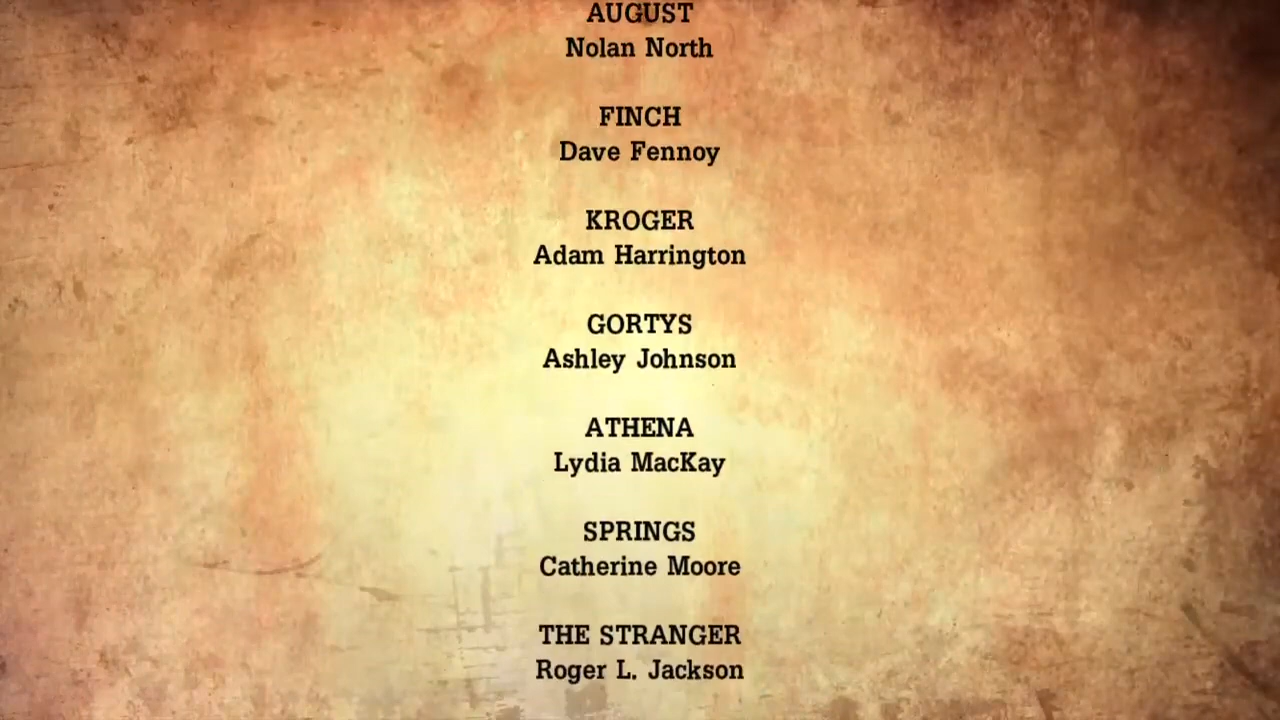 AUGUST
Nolan North
FINCH
Dave Fennoy
KROGER
Adam Harrington
GORTYS
Ashley Johnson
ATHENA
Lydia MacKay
SPRINGS
Catherine Moore
THE STRANGER
Roger L. Jackson